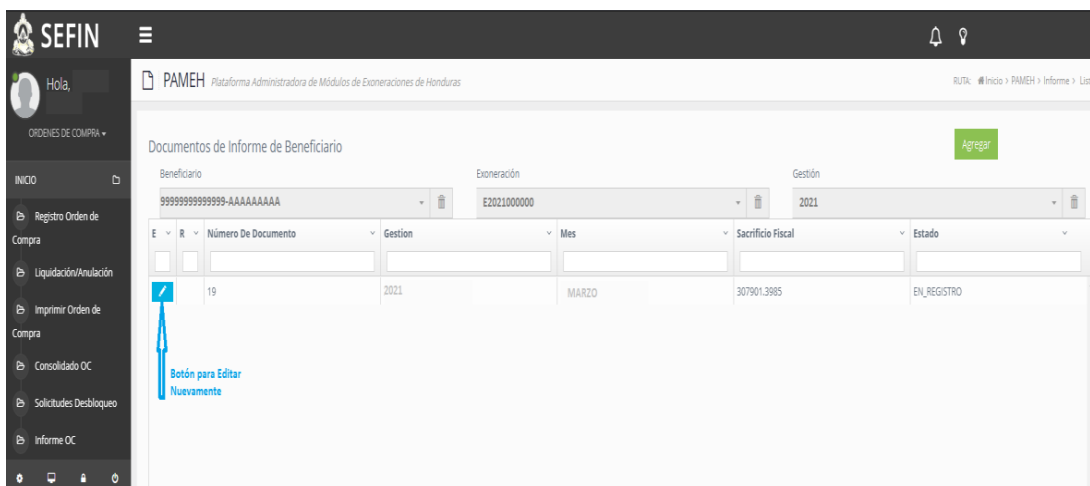 SEFIN
Hola,
ORDENES DE COMPRA
INICIO
Registro Orden de
Compra
Liquidación/Anulación
Imprimir Orden de
Compra
Consolidado OC
Solicitudes Desbloqueo
Informe OC
PAMEH Plataforma Administradora de Módulos de Exoneraciones de Honduras
RUTA: Inicio > PAMEH > Informe > List
Documentos de Informe de Beneficiario
Agregar
Beneficiario Exoneración Gestión
99999999999999-AAAAAAAAA E2021000000 2021
E R Número De Documento Gestion Mes Sacrificio Fiscal Estado
19 2021 MARZO 307901.3985 EN_REGISTRO
Botón para Editar
Nuevamente